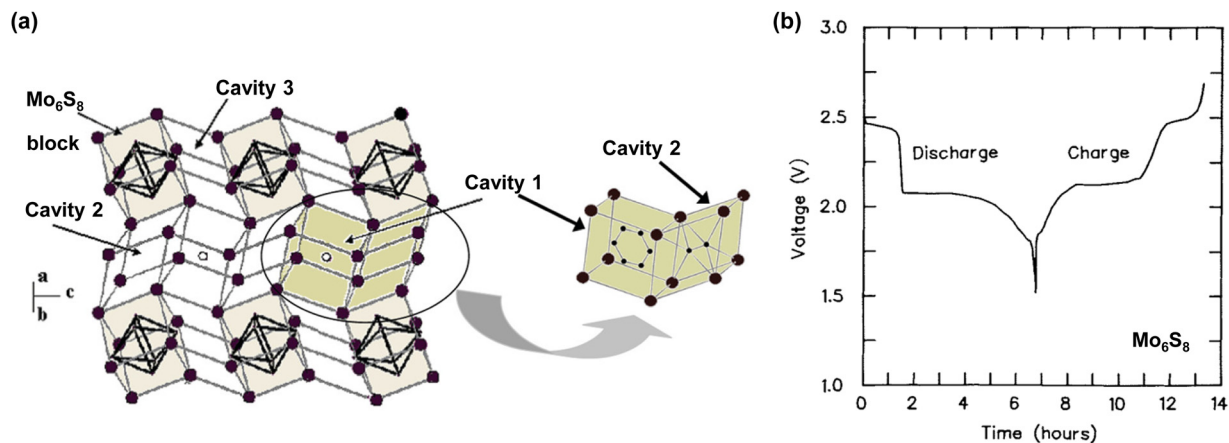 (a)
Mo₆S₈
block
Cavity 3
Cavity 2
Cavity 1
Cavity 2
a
c
b
(b)
Voltage (V)
3.0
2.5
2.0
1.5
1.0
Discharge
Charge
Mo₆S₈
0 2 4 6 8 10 12 14
Time (hours)